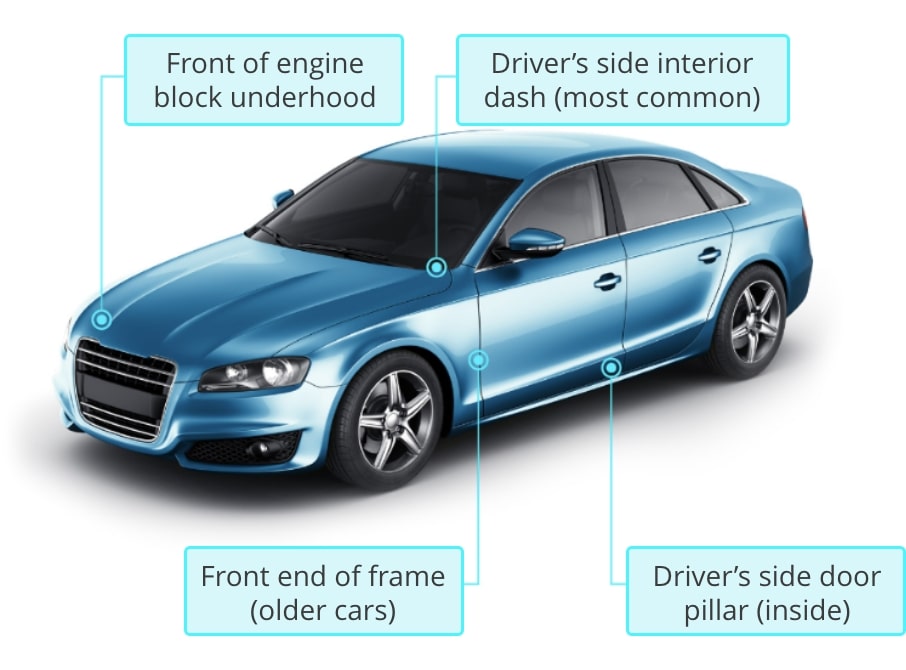 Front of engine
block underhood
Driver’s side interior
dash (most common)
Front end of frame
(older cars)
Driver’s side door
pillar (inside)